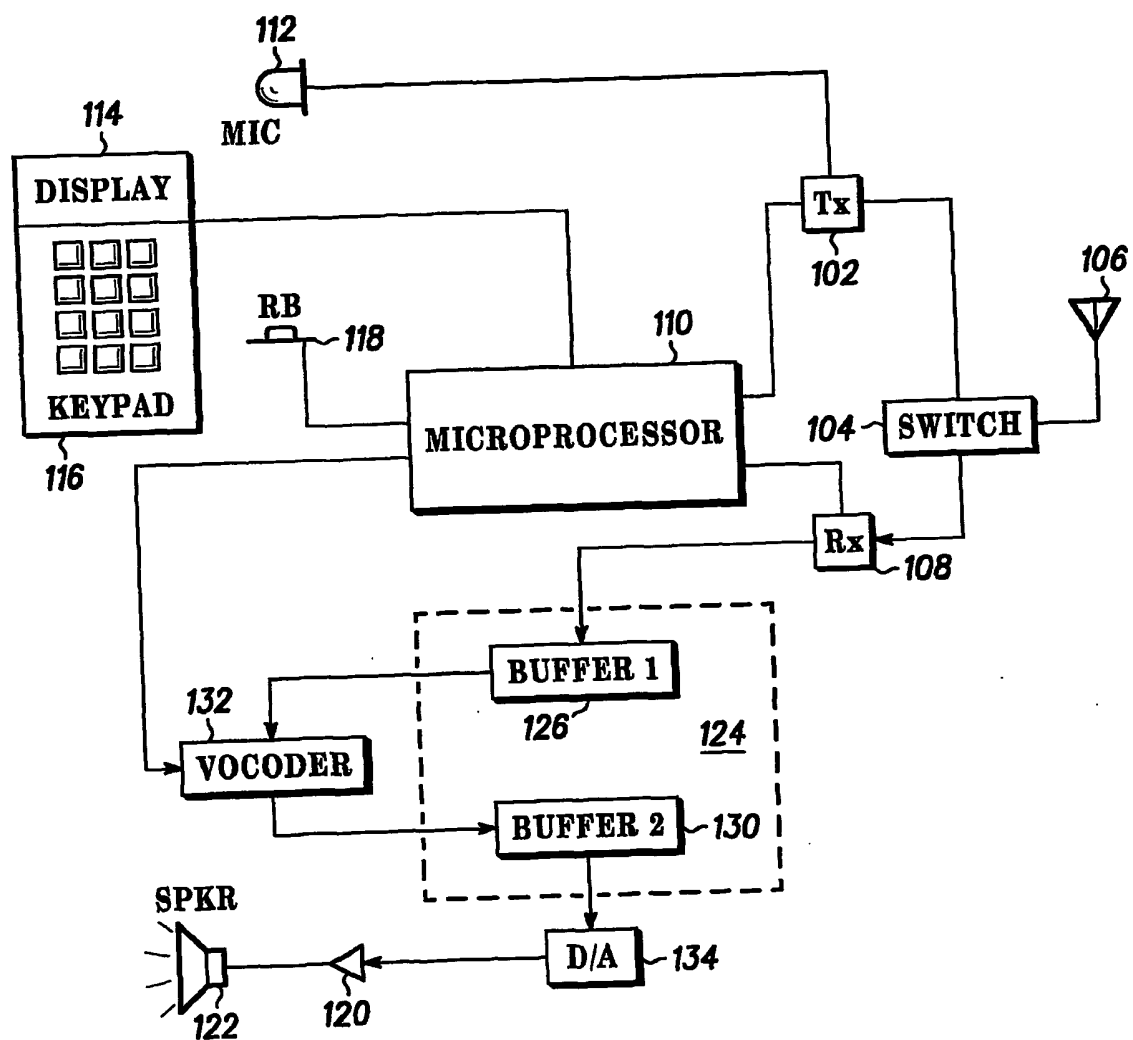 112
MIC
114
DISPLAY
Tx
102
106
RB
118
110
KEYPAD
116
MICROPROCESSOR
104
SWITCH
Rx
108
BUFFER 1
126
132
124
VOCODER
BUFFER 2
130
SPKR
D/A
134
122
120